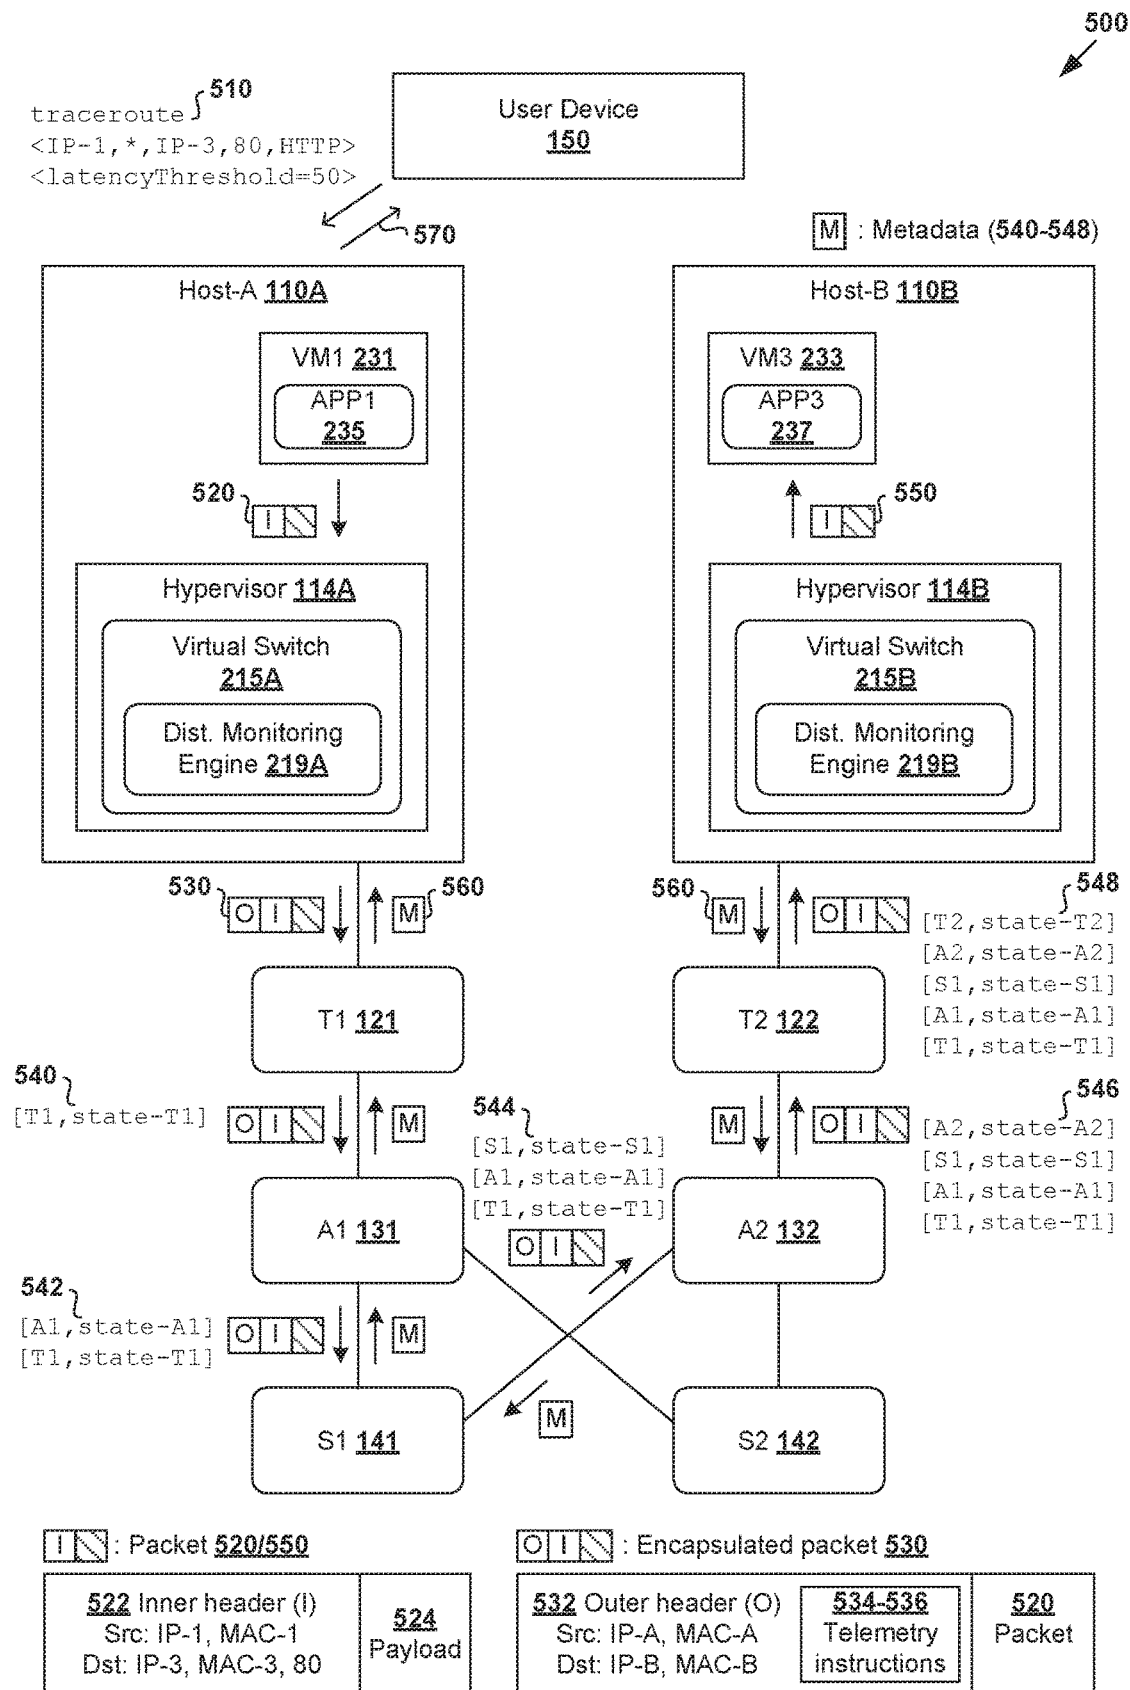 500
510
traceroute
<IP-1,*,IP-3,80,HTTP>
<latencyThreshold=50>
User Device
150
570
M : Metadata (540-548)
Host-A 110A
VM1 231
APP1
235
520
I
Hypervisor 114A
Virtual Switch
215A
Dist. Monitoring
Engine 219A
Host-B 110B
VM3 233
APP3
237
I
550
Hypervisor 114B
Virtual Switch
215B
Dist. Monitoring
Engine 219B
530
O I
M
560
560
M
O I
548
[T2,state-T2]
[A2,state-A2]
[S1,state-S1]
[A1,state-A1]
[T1,state-T1]
T1 121
T2 122
540
[T1,state-T1]
O I
M
544
[S1,state-S1]
[A1,state-A1]
[T1,state-T1]
O I
M
O I
546
[A2,state-A2]
[S1,state-S1]
[A1,state-A1]
[T1,state-T1]
A1 131
A2 132
542
[A1,state-A1]
[T1,state-T1]
O I
M
M
S1 141
S2 142
I : Packet 520/550
522 Inner header (I)
Src: IP-1, MAC-1
Dst: IP-3, MAC-3, 80
524
Payload
O I : Encapsulated packet 530
532 Outer header (O)
Src: IP-A, MAC-A
Dst: IP-B, MAC-B
534-536
Telemetry
instructions
520
Packet